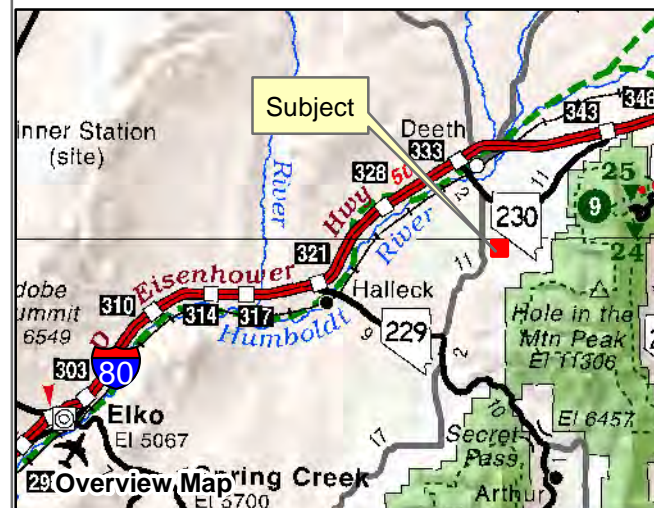 Subject
Deeth
343
348
inner Station
(site)
333
328
Hwy
River
River
12
11
25
9
24
230
321
11
Eisenhower
310
314
317
Halleck
Humboldt
9
229
2
Hole in the
Mtn Peak
El 11306
dobe
ummit
6549
303
80
Elko
El 5067
10
El 6457
Secret
Pass
17
Spring Creek
El 5700
Arthur
Overview Map